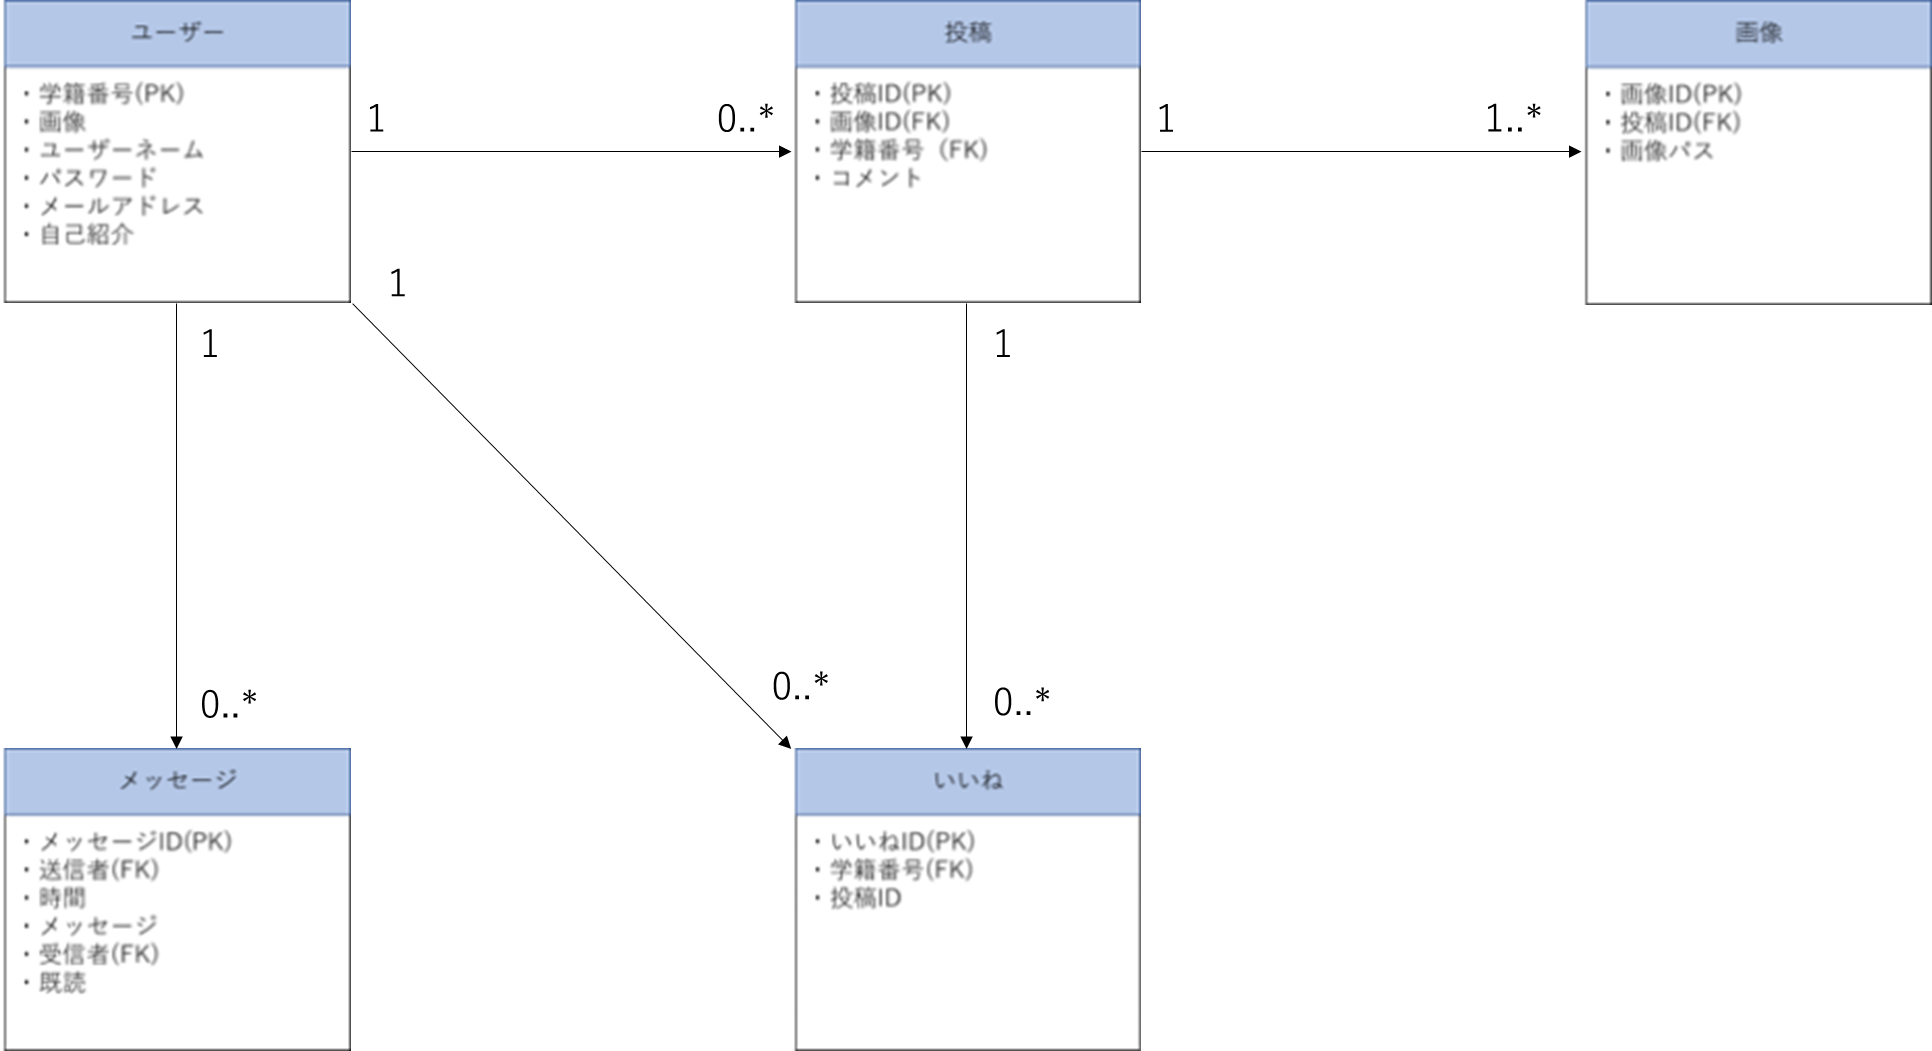 ユーザー
・学籍番号(PK)
・画像
・ユーザーネーム
・パスワード
・メールアドレス
・自己紹介
1
0..*
投稿
・投稿ID(PK)
・画像ID(FK)
・学籍番号（FK)
・コメント
1
1..*
画像
・画像ID(PK)
・投稿ID(FK)
・画像パス
1
1
1
0..*
0..*
0..*
メッセージ
・メッセージID(PK)
・送信者(FK)
・時間
・メッセージ
・受信者(FK)
・既読
いいね
・いいねID(PK)
・学籍番号(FK)
・投稿ID